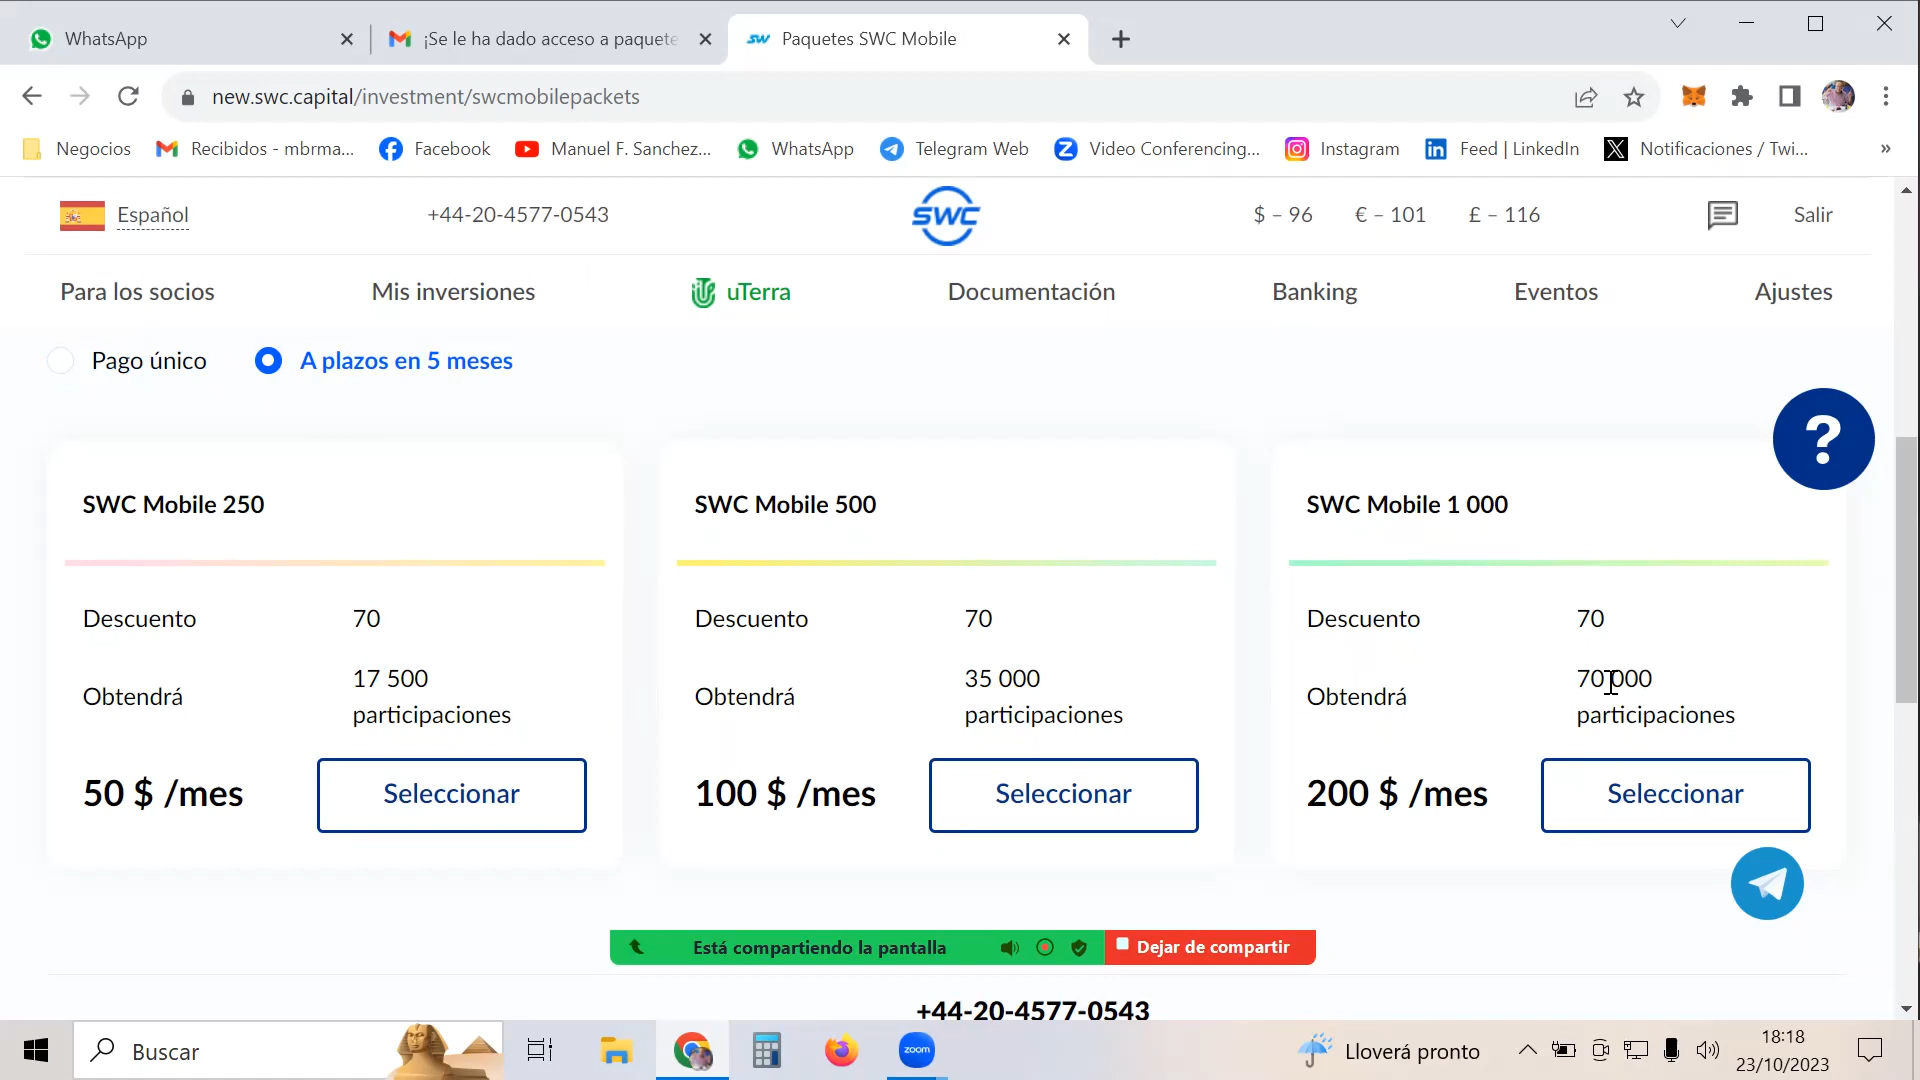 WhatsApp
¡Se le ha dado acceso a paquete
SW Paquetes SWC Mobile
new.swc.capital/investment/swcmobilepackets
Negocios
Recibidos - mbrma...
Facebook
Manuel F. Sanchez...
WhatsApp
Telegram Web
Z Video Conferencing...
Instagram
in Feed | LinkedIn
X Notificaciones / Twi...
»
Español
+44-20-4577-0543
SWC
$ – 96
€ – 101
£ – 116
Salir
Para los socios
Mis inversiones
uTerra
Documentación
Banking
Eventos
Ajustes
Pago único
A plazos en 5 meses
?
SWC Mobile 250
Descuento 70
Obtendrá 17 500
participaciones
50 $ /mes
Seleccionar
SWC Mobile 500
Descuento 70
Obtendrá 35 000
participaciones
100 $ /mes
Seleccionar
SWC Mobile 1 000
Descuento 70
Obtendrá 70 000
participaciones
200 $ /mes
Seleccionar
Está compartiendo la pantalla
Dejar de compartir
+44-20-4577-0543
Buscar
zoom
Lloverá pronto
18:18
23/10/2023